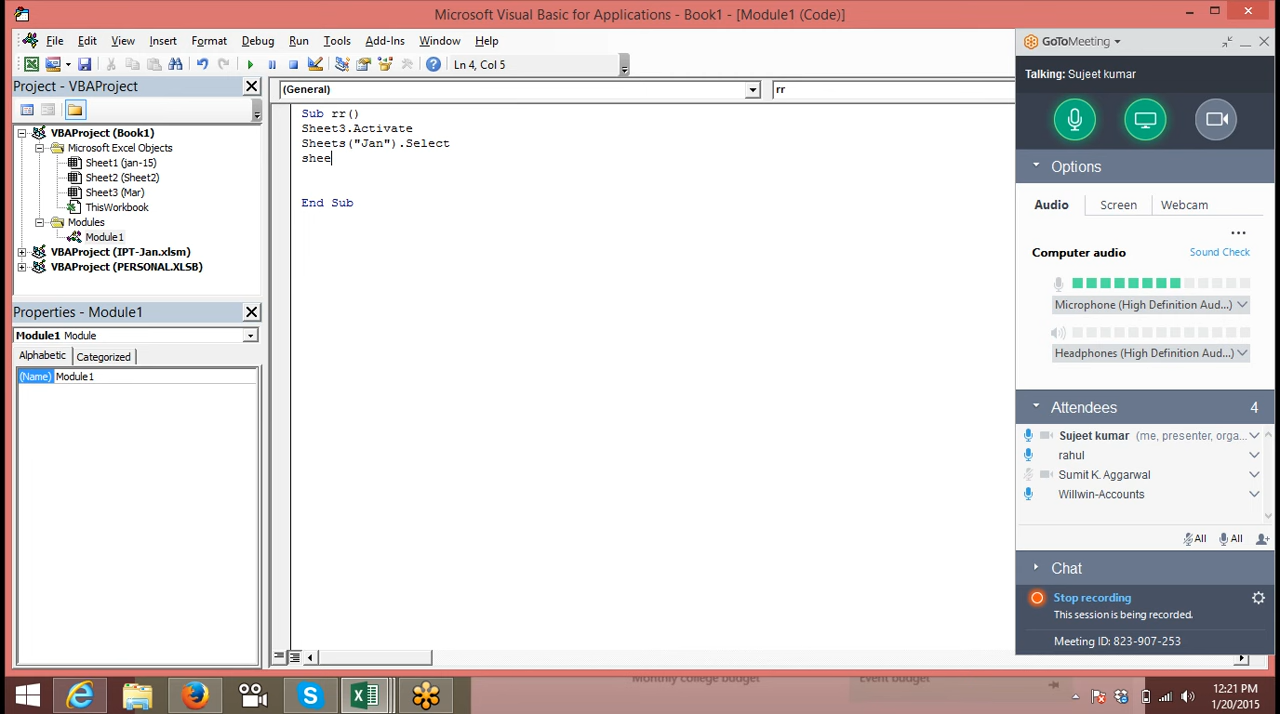 Microsoft Visual Basic for Applications - Book1 - [Module1 (Code)]
File Edit View Insert Format Debug Run Tools Add-Ins Window Help
Ln 4, Col 5
Project - VBAProject
VBAProject (Book1)
Microsoft Excel Objects
Sheet1 (jan-15)
Sheet2 (Sheet2)
Sheet3 (Mar)
ThisWorkbook
Modules
Module1
VBAProject (IPT-Jan.xlsm)
VBAProject (PERSONAL.XLSB)
Properties - Module1
Module1 Module
Alphabetic Categorized
(Name) Module1
(General) rr
Sub rr()
Sheet3.Activate
Sheets("Jan").Select
shee
End Sub
GoToMeeting
Talking: Sujeet kumar
Options
Audio Screen Webcam
Computer audio Sound Check
Microphone (High Definition Aud...)
Headphones (High Definition Aud...)
Attendees 4
Sujeet kumar (me, presenter, orga...
rahul
Sumit K. Aggarwal
Willwin-Accounts
All All
Chat
Stop recording
This session is being recorded.
Meeting ID: 823-907-253
Monthly college budget Event budget
12:21 PM
1/20/2015